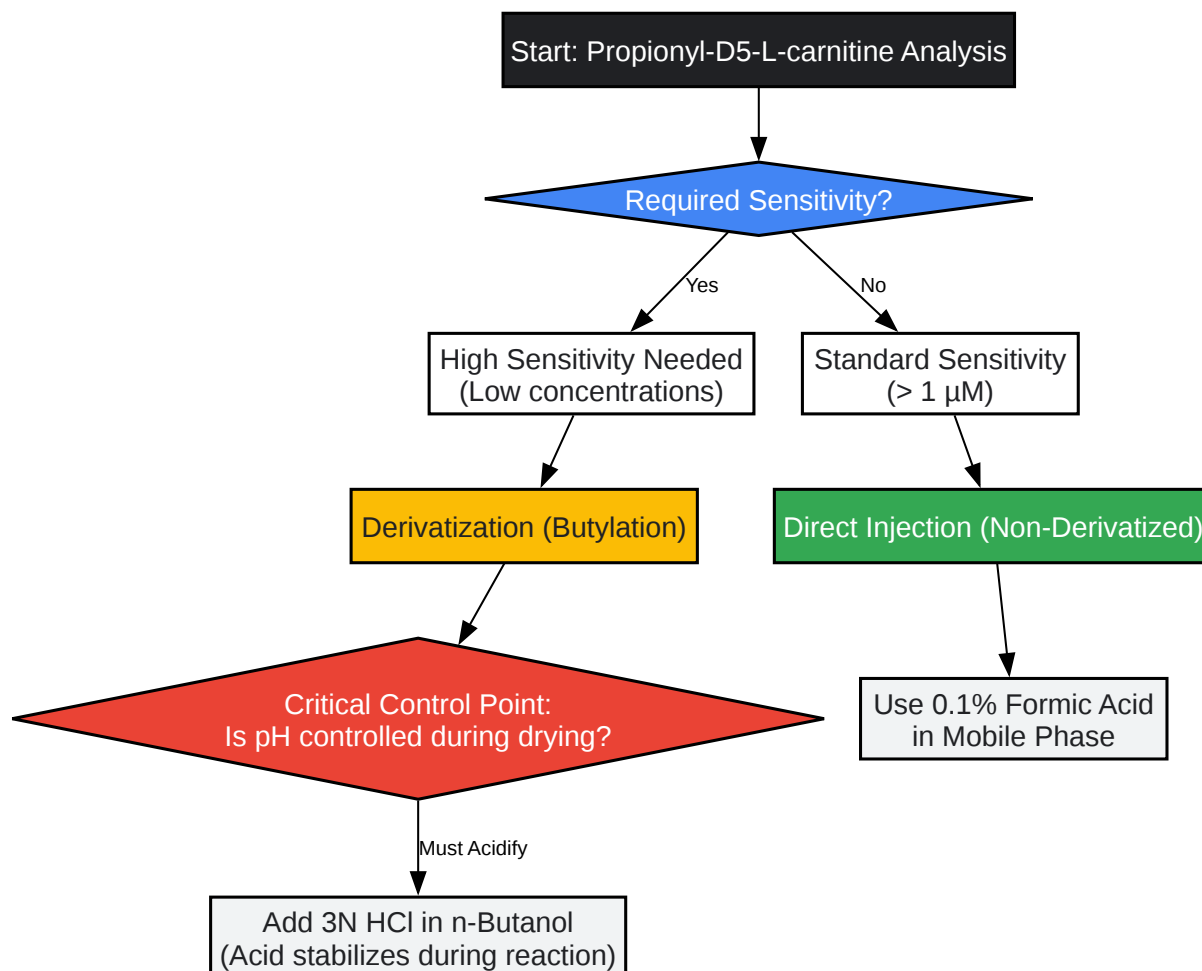 Start: Propionyl-D5-L-carnitine Analysis
Required Sensitivity?
Yes
No
High Sensitivity Needed
(Low concentrations)
Standard Sensitivity
(> 1 µM)
Derivatization (Butylation)
Direct Injection (Non-Derivatized)
Critical Control Point:
Is pH controlled during drying?
Use 0.1% Formic Acid
in Mobile Phase
Must Acidify
Add 3N HCl in n-Butanol
(Acid stabilizes during reaction)